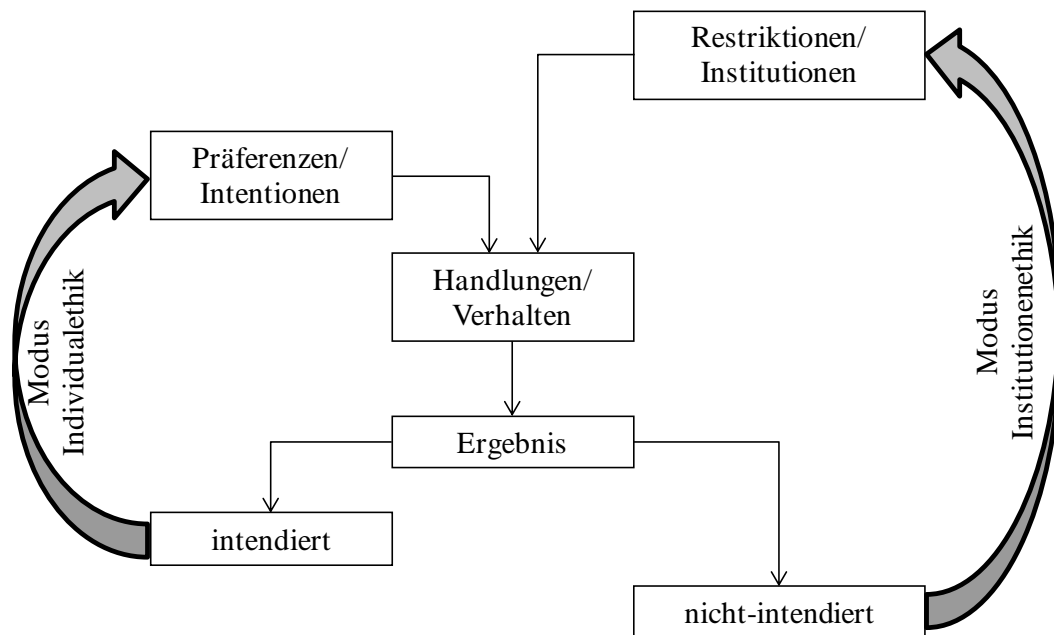 Restriktionen/
Institutionen
Präferenzen/
Intentionen
Handlungen/
Verhalten
Modus
Individualethik
Modus
Institutionenethik
Ergebnis
intendiert
nicht-intendiert